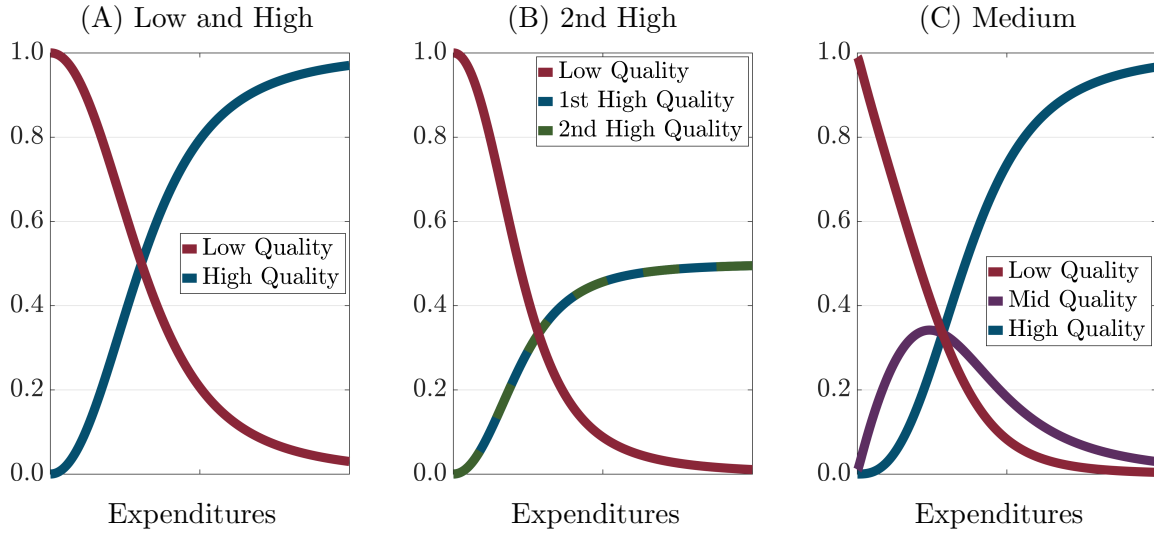 (A) Low and High
1.0
0.8
0.6
0.4
0.2
0.0
Low Quality
High Quality
Expenditures
(B) 2nd High
1.0
0.8
0.6
0.4
0.2
0.0
Low Quality
1st High Quality
2nd High Quality
Expenditures
(C) Medium
1.0
0.8
0.6
0.4
0.2
0.0
Low Quality
Mid Quality
High Quality
Expenditures